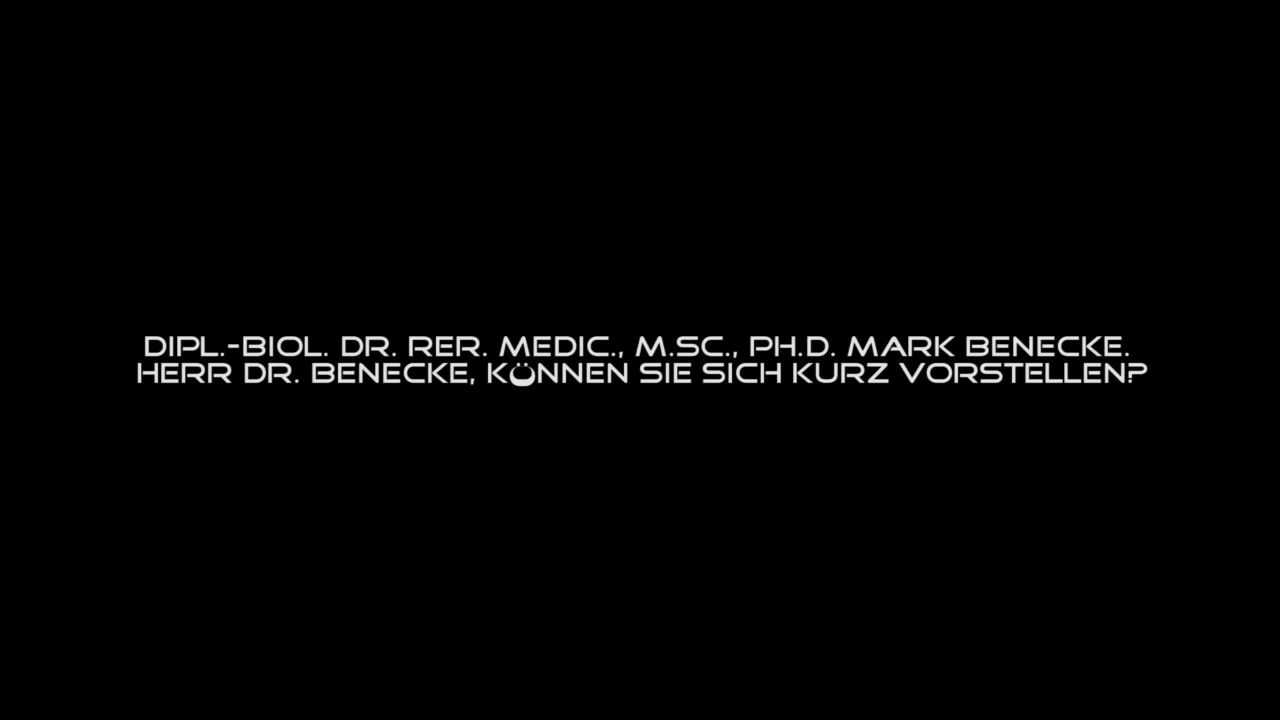 DIPL.-BIOL. DR. RER. MEDIC., M.SC., PH.D. MARK BENECKE.
HERR DR. BENECKE, KÖNNEN SIE SICH KURZ VORSTELLEN?